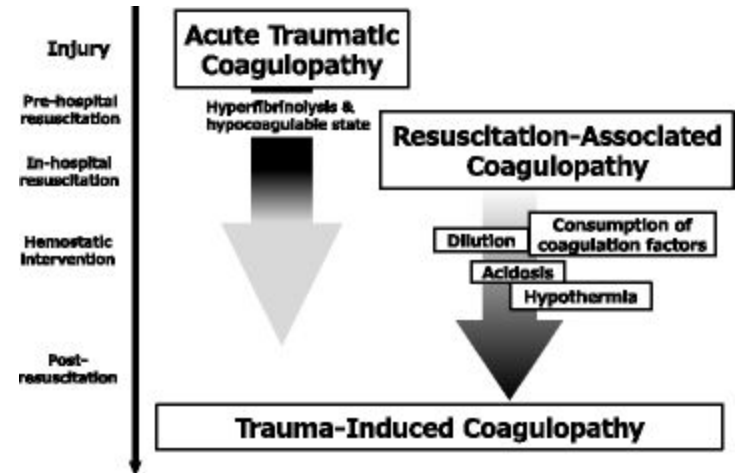 Injury
Pre-hospital
resuscitation
In-hospital
resuscitation
Hemostatic
intervention
Post-
resuscitation
Acute Traumatic
Coagulopathy
Hyperfibrinolysis &
hypocoagulable state
Resuscitation-Associated
Coagulopathy
Dilution
Consumption of
coagulation factors
Acidosis
Hypothermia
Trauma-Induced Coagulopathy